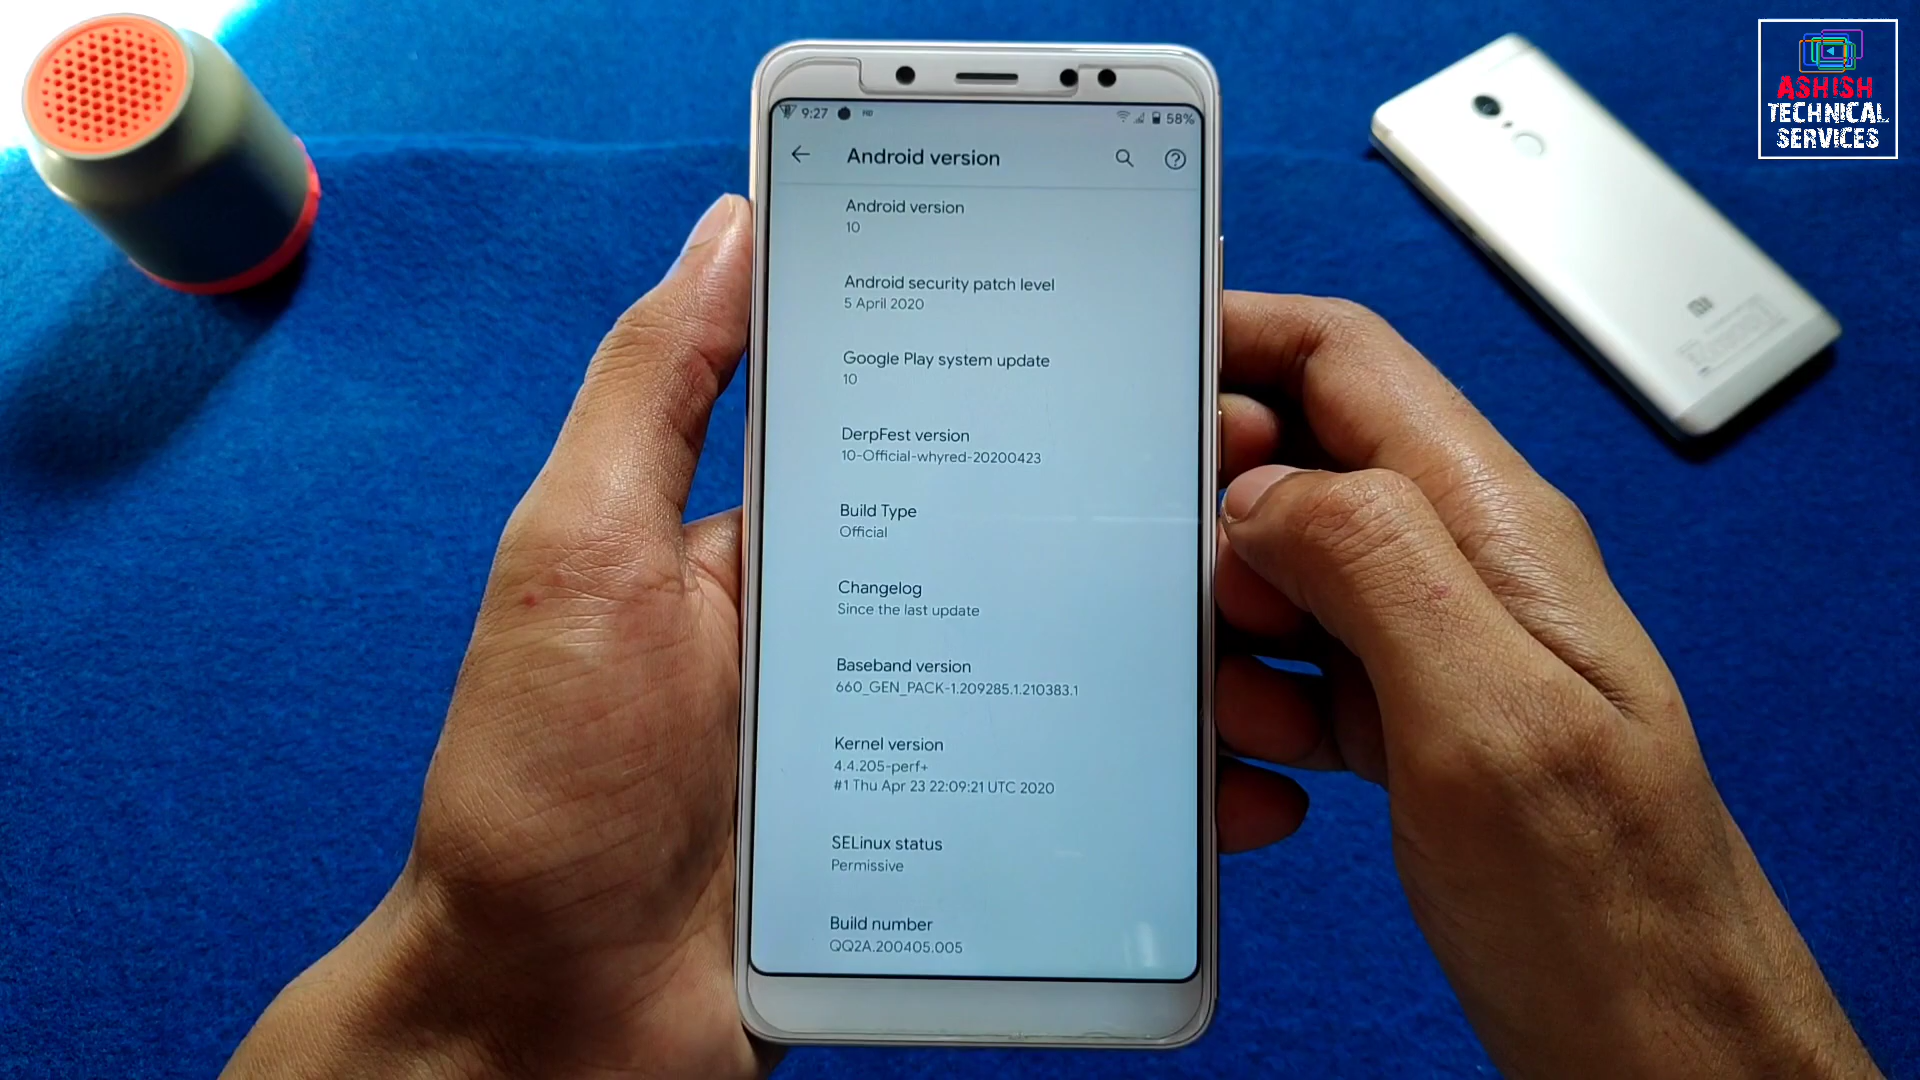 9:27
58%
Android version
Android version
10
Android security patch level
5 April 2020
Google Play system update
10
DerpFest version
10-Official-whyred-20200423
Build Type
Official
Changelog
Since the last update
Baseband version
660_GEN_PACK-1.209285.1.210383.1
Kernel version
4.4.205-perf+
#1 Thu Apr 23 22:09:21 UTC 2020
SELinux status
Permissive
Build number
QQ2A.200405.005
ASHISH
TECHNICAL
SERVICES